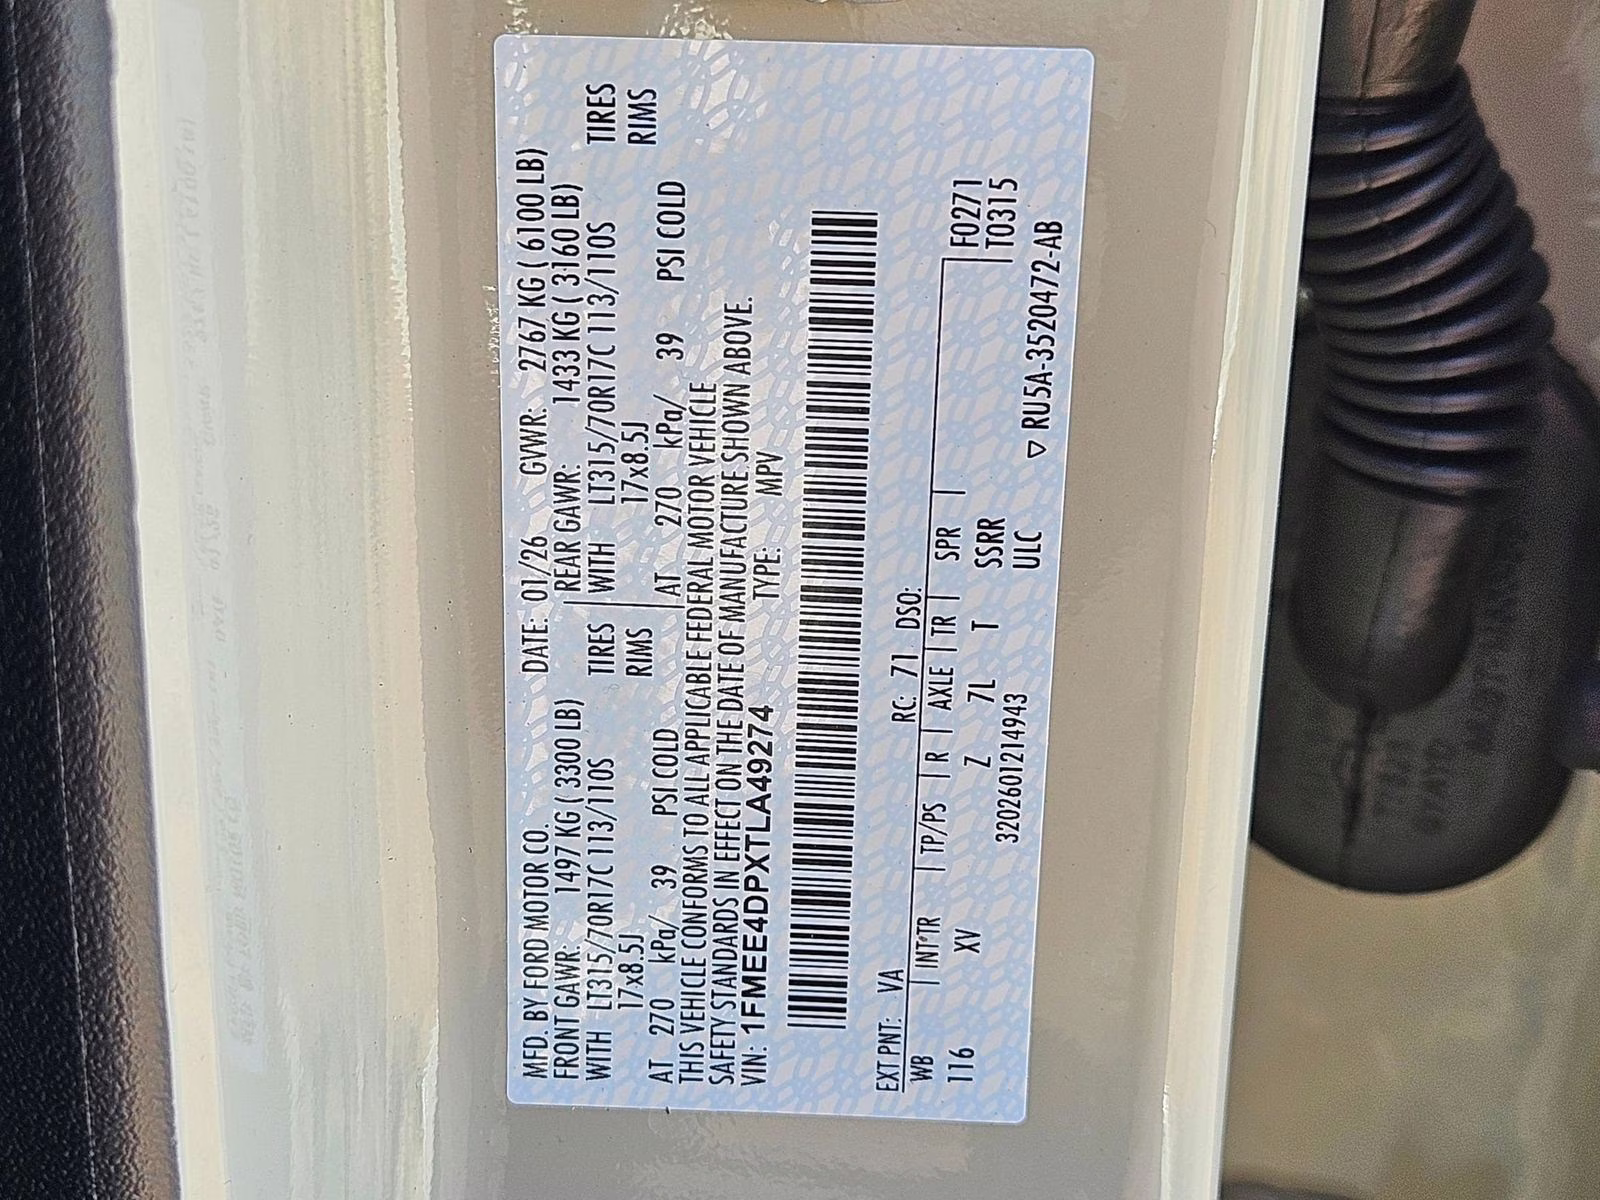 MFD. BY FORD MOTOR CO. DATE: 01/26 GVWR: 2767 KG ( 6100 LB)
FRONT GAWR: 1497 KG ( 3300 LB) REAR GAWR: 1433 KG ( 3160 LB)
WITH LT315/70R17C 113/110S TIRES WITH LT315/70R17C 113/110S TIRES
17x8.5J RIMS 17x8.5J RIMS
AT 270 kPa/ 39 PSI COLD AT 270 kPa/ 39 PSI COLD
THIS VEHICLE CONFORMS TO ALL APPLICABLE FEDERAL MOTOR VEHICLE
SAFETY STANDARDS IN EFFECT ON THE DATE OF MANUFACTURE SHOWN ABOVE.
VIN: 1FMEE4DPXTLA49274 TYPE: MPV
EXT PNT: VA RC: 71 DSO:
WB INT TR TP/PS R AXLE TR SPR F0271
116 XV Z 7L T SSRR T0315
3202601214943 ULC ▽ RU5A-3520472-AB